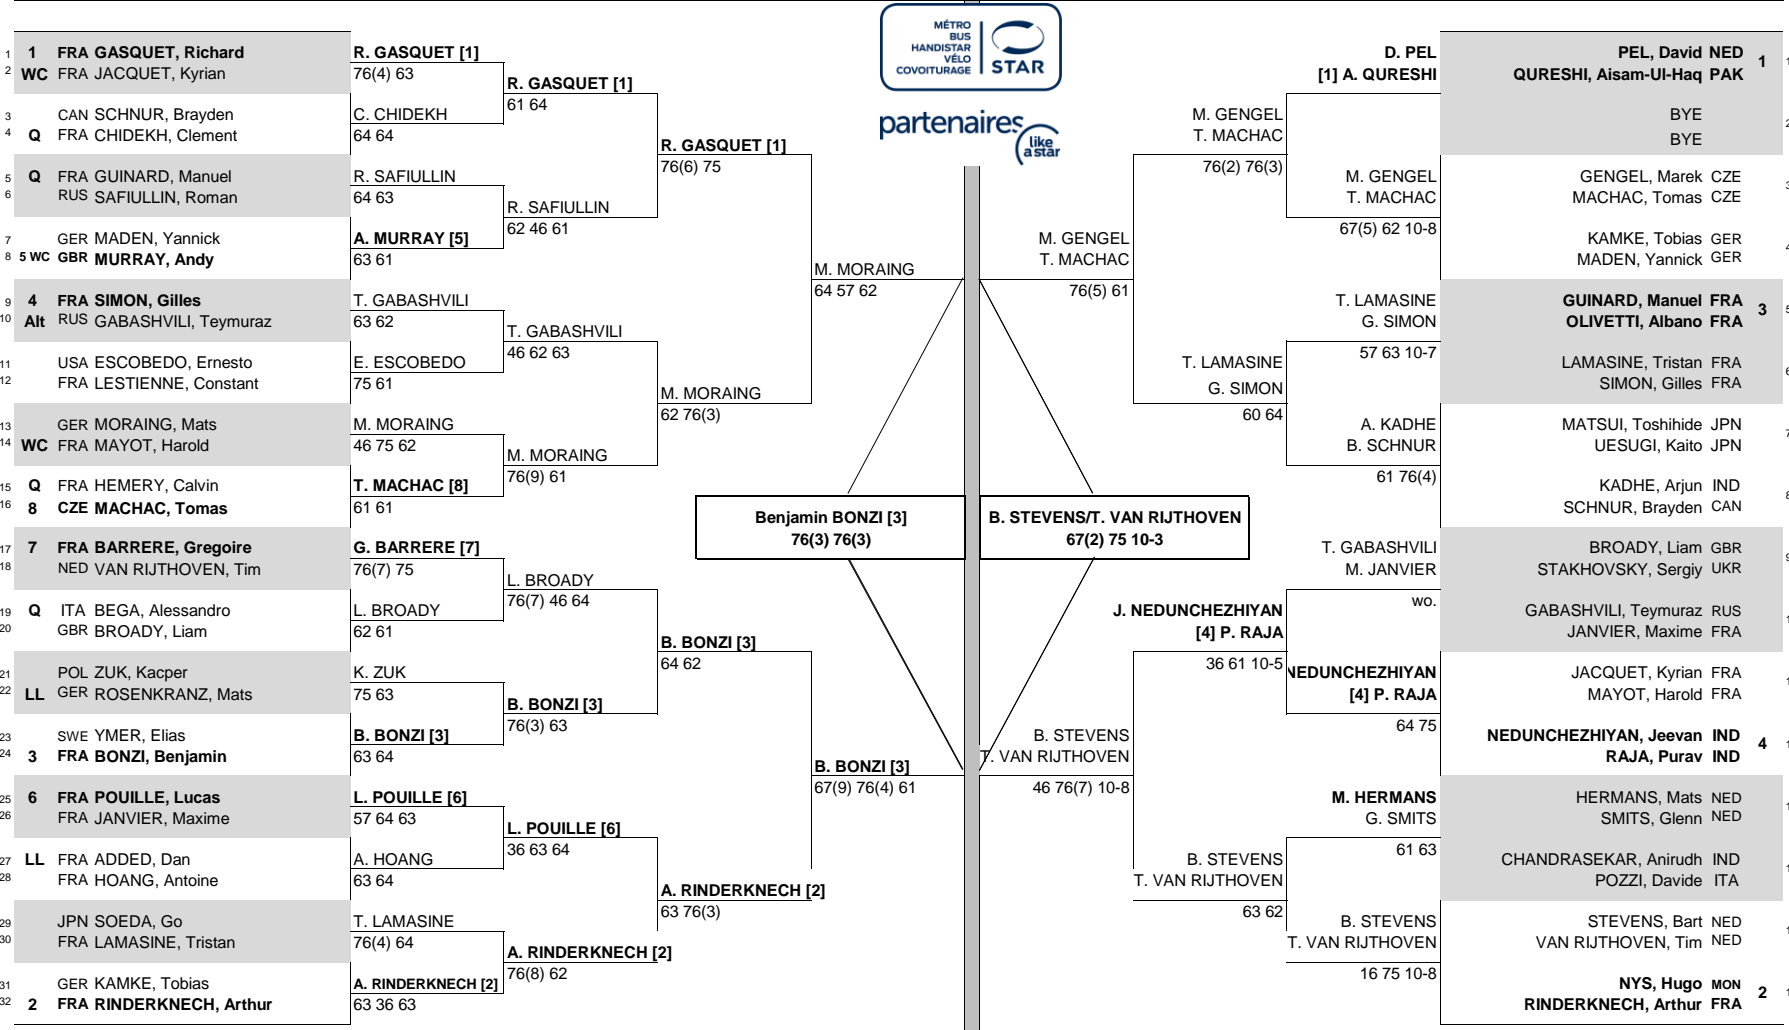 MÉTRO
BUS
HANDISTAR
VÉLO
COVOITURAGE
STAR
partenaires
like
a star
1 1 FRA GASQUET, Richard
2 WC FRA JACQUET, Kyrian
3 CAN SCHNUR, Brayden
4 Q FRA CHIDEKH, Clement
5 Q FRA GUINARD, Manuel
6 RUS SAFIULLIN, Roman
7 GER MADEN, Yannick
8 5 WC GBR MURRAY, Andy
9 4 FRA SIMON, Gilles
10 Alt RUS GABASHVILI, Teymuraz
11 USA ESCOBEDO, Ernesto
12 FRA LESTIENNE, Constant
13 GER MORAING, Mats
14 WC FRA MAYOT, Harold
15 Q FRA HEMERY, Calvin
16 8 CZE MACHAC, Tomas
17 7 FRA BARRERE, Gregoire
18 NED VAN RIJTHOVEN, Tim
19 Q ITA BEGA, Alessandro
20 GBR BROADY, Liam
21 POL ZUK, Kacper
22 LL GER ROSENKRANZ, Mats
23 SWE YMER, Elias
24 3 FRA BONZI, Benjamin
25 6 FRA POUILLE, Lucas
26 FRA JANVIER, Maxime
27 LL FRA ADDED, Dan
28 FRA HOANG, Antoine
29 JPN SOEDA, Go
30 FRA LAMASINE, Tristan
31 GER KAMKE, Tobias
32 2 FRA RINDERKNECH, Arthur
R. GASQUET [1]
76(4) 63
C. CHIDEKH
64 64
R. SAFIULLIN
64 63
A. MURRAY [5]
63 61
T. GABASHVILI
63 62
E. ESCOBEDO
75 61
M. MORAING
46 75 62
T. MACHAC [8]
61 61
G. BARRERE [7]
76(7) 75
L. BROADY
62 61
K. ZUK
75 63
B. BONZI [3]
63 64
L. POUILLE [6]
57 64 63
A. HOANG
63 64
T. LAMASINE
76(4) 64
A. RINDERKNECH [2]
63 36 63
R. GASQUET [1]
61 64
R. SAFIULLIN
62 46 61
T. GABASHVILI
46 62 63
M. MORAING
76(9) 61
L. BROADY
76(7) 46 64
B. BONZI [3]
76(3) 63
L. POUILLE [6]
36 63 64
A. RINDERKNECH [2]
76(8) 62
R. GASQUET [1]
76(6) 75
M. MORAING
62 76(3)
B. BONZI [3]
64 62
A. RINDERKNECH [2]
63 76(3)
M. MORAING
64 57 62
B. BONZI [3]
67(9) 76(4) 61
Benjamin BONZI [3]
76(3) 76(3)
B. STEVENS/T. VAN RIJTHOVEN
67(2) 75 10-3
M. GENGEL
T. MACHAC
76(5) 61
B. STEVENS
T. VAN RIJTHOVEN
46 76(7) 10-8
M. GENGEL
T. MACHAC
76(2) 76(3)
T. LAMASINE
G. SIMON
60 64
J. NEDUNCHEZHIYAN
[4] P. RAJA
36 61 10-5
B. STEVENS
T. VAN RIJTHOVEN
63 62
D. PEL
[1] A. QURESHI
M. GENGEL
T. MACHAC
67(5) 62 10-8
T. LAMASINE
G. SIMON
57 63 10-7
A. KADHE
B. SCHNUR
61 76(4)
T. GABASHVILI
M. JANVIER
wo.
NEDUNCHEZHIYAN
[4] P. RAJA
64 75
M. HERMANS
G. SMITS
61 63
B. STEVENS
T. VAN RIJTHOVEN
16 75 10-8
PEL, David NED 1
QURESHI, Aisam-Ul-Haq PAK
BYE
BYE
GENGEL, Marek CZE
MACHAC, Tomas CZE
KAMKE, Tobias GER
MADEN, Yannick GER
GUINARD, Manuel FRA 3
OLIVETTI, Albano FRA
LAMASINE, Tristan FRA
SIMON, Gilles FRA
MATSUI, Toshihide JPN
UESUGI, Kaito JPN
KADHE, Arjun IND
SCHNUR, Brayden CAN
BROADY, Liam GBR
STAKHOVSKY, Sergiy UKR
GABASHVILI, Teymuraz RUS
JANVIER, Maxime FRA
JACQUET, Kyrian FRA
MAYOT, Harold FRA
NEDUNCHEZHIYAN, Jeevan IND 4
RAJA, Purav IND
HERMANS, Mats NED
SMITS, Glenn NED
CHANDRASEKAR, Anirudh IND
POZZI, Davide ITA
STEVENS, Bart NED
VAN RIJTHOVEN, Tim NED
NYS, Hugo MON 2
RINDERKNECH, Arthur FRA